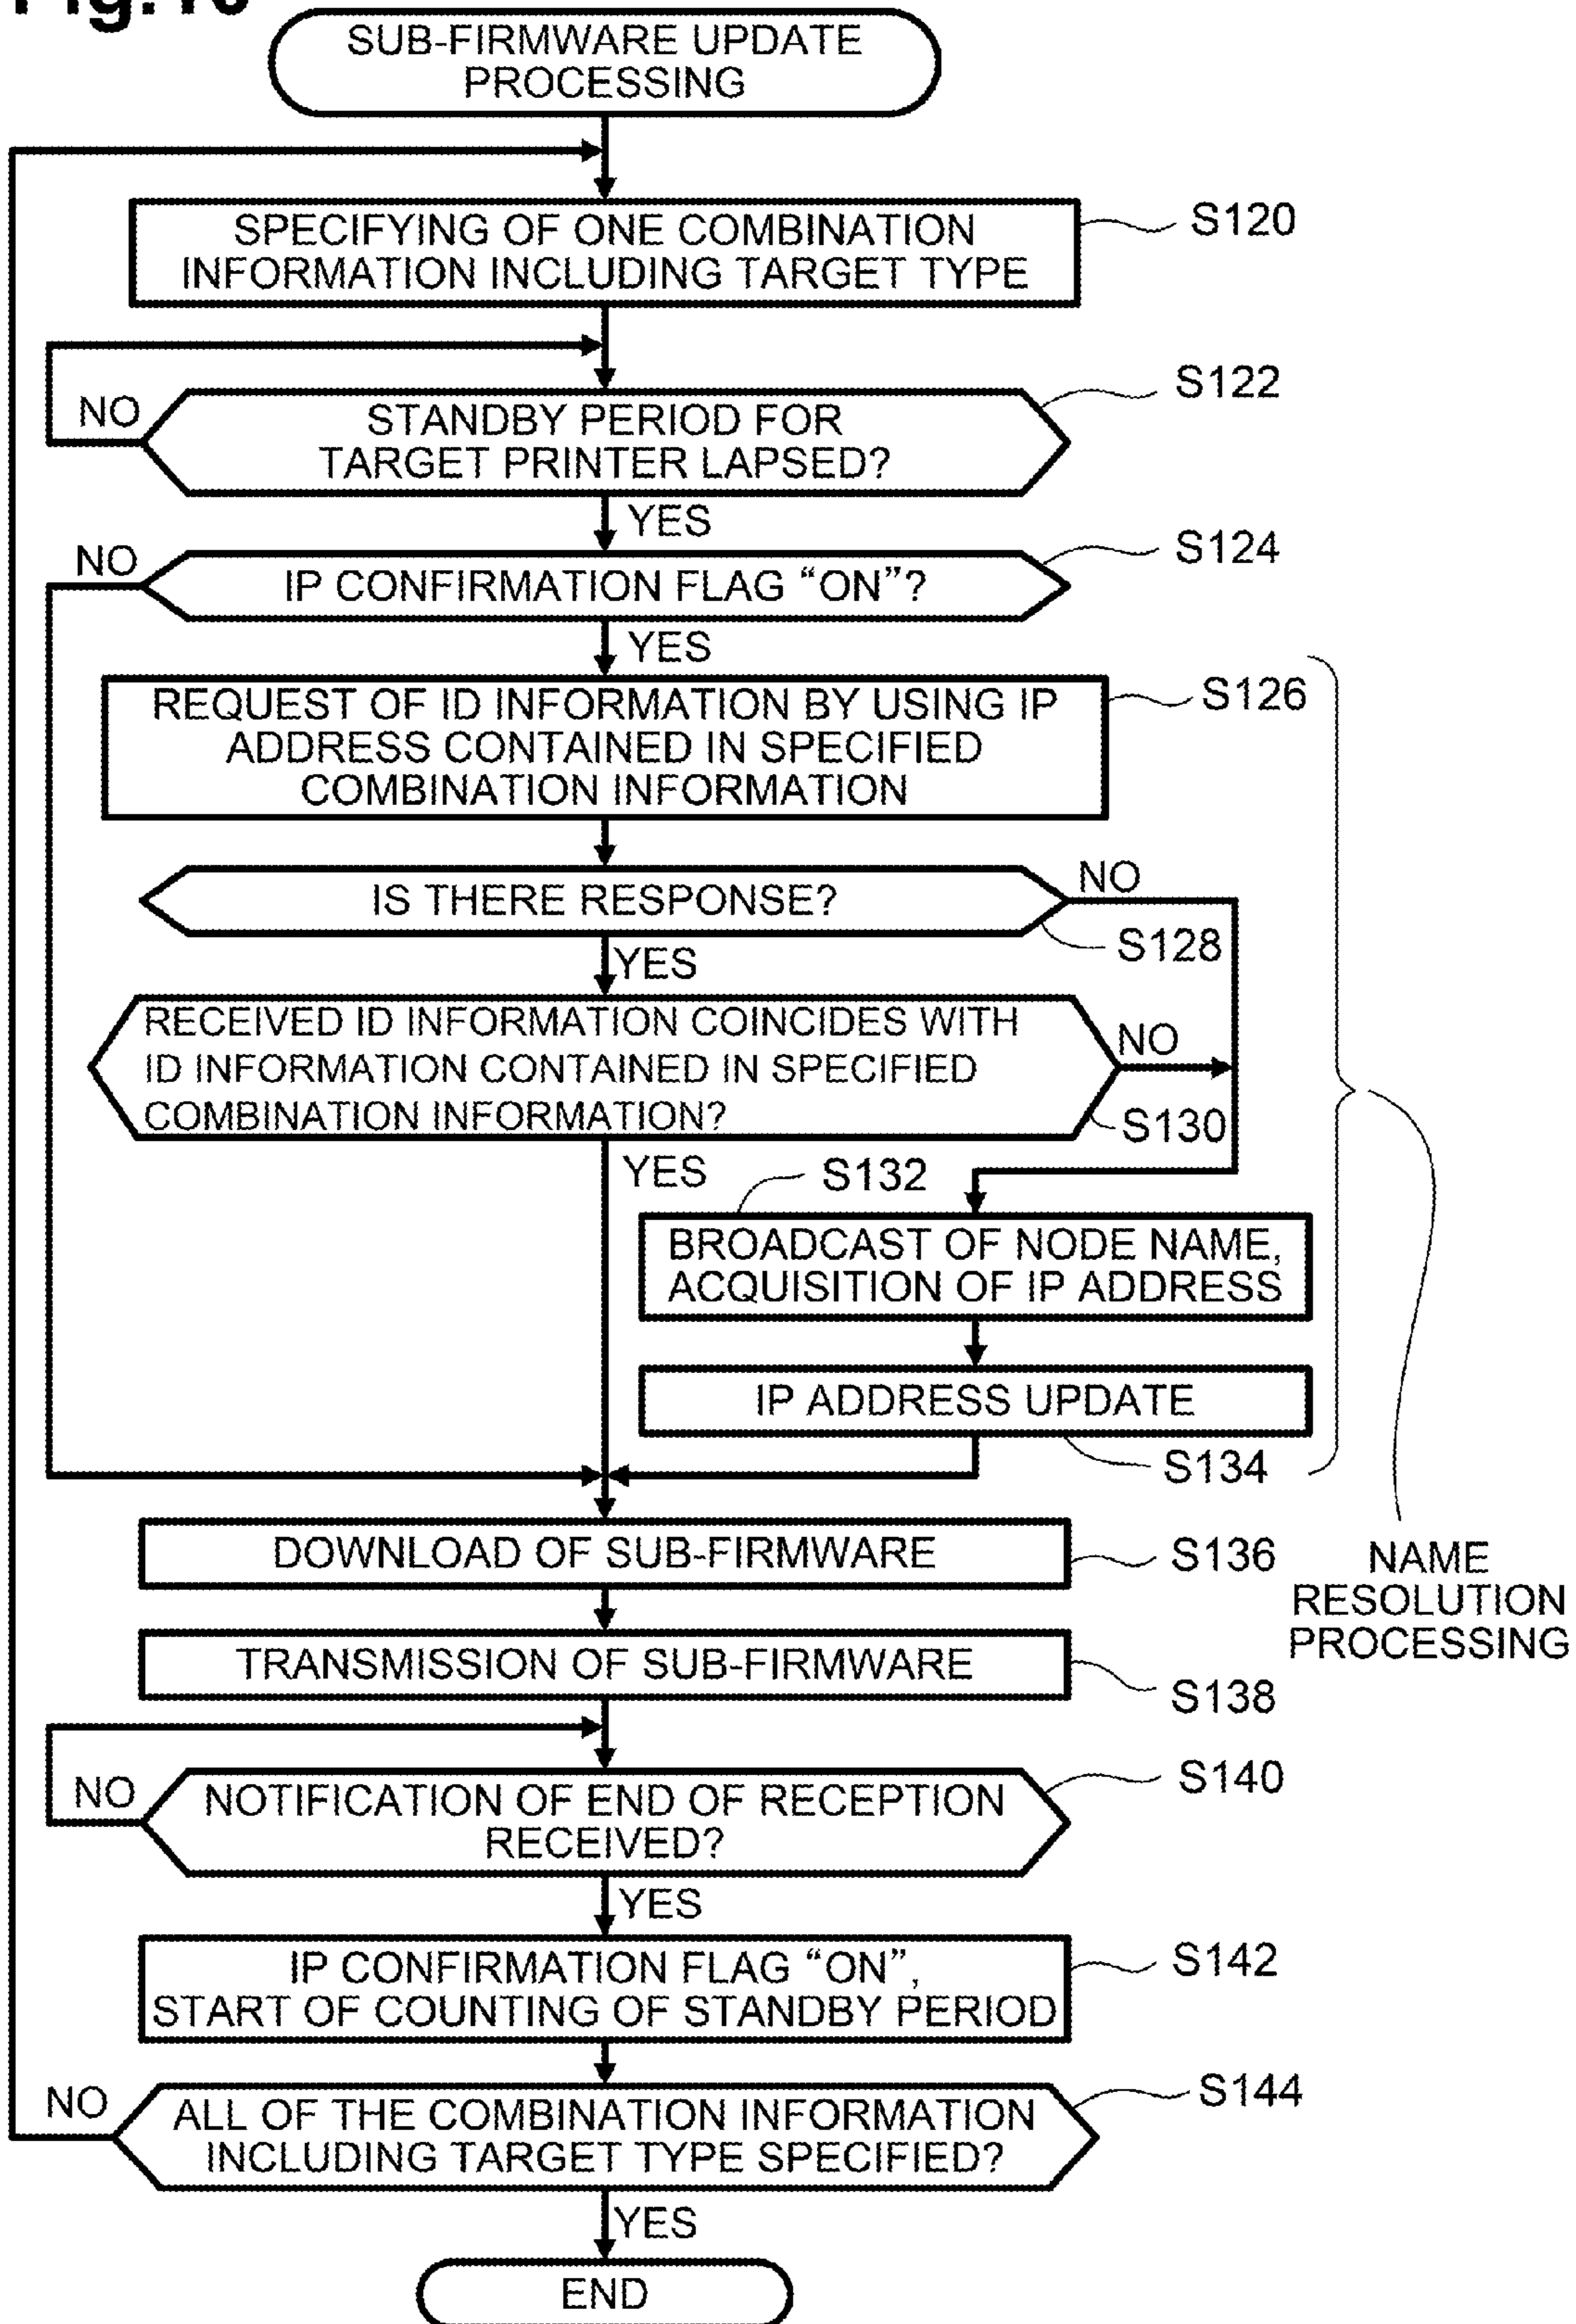 SUB-FIRMWARE UPDATE
PROCESSING
SPECIFYING OF ONE COMBINATION
INFORMATION INCLUDING TARGET TYPE
S120
NO
STANDBY PERIOD FOR
TARGET PRINTER LAPSED?
S122
YES
NO
IP CONFIRMATION FLAG “ON”?
S124
YES
REQUEST OF ID INFORMATION BY USING IP
ADDRESS CONTAINED IN SPECIFIED
COMBINATION INFORMATION
S126
IS THERE RESPONSE?
NO
S128
YES
RECEIVED ID INFORMATION COINCIDES WITH
ID INFORMATION CONTAINED IN SPECIFIED
COMBINATION INFORMATION?
NO
S130
YES
S132
BROADCAST OF NODE NAME,
ACQUISITION OF IP ADDRESS
IP ADDRESS UPDATE
S134
DOWNLOAD OF SUB-FIRMWARE
S136
NAME
RESOLUTION
PROCESSING
TRANSMISSION OF SUB-FIRMWARE
S138
NO
NOTIFICATION OF END OF RECEPTION
RECEIVED?
S140
YES
IP CONFIRMATION FLAG “ON”,
START OF COUNTING OF STANDBY PERIOD
S142
NO
ALL OF THE COMBINATION INFORMATION
INCLUDING TARGET TYPE SPECIFIED?
S144
YES
END